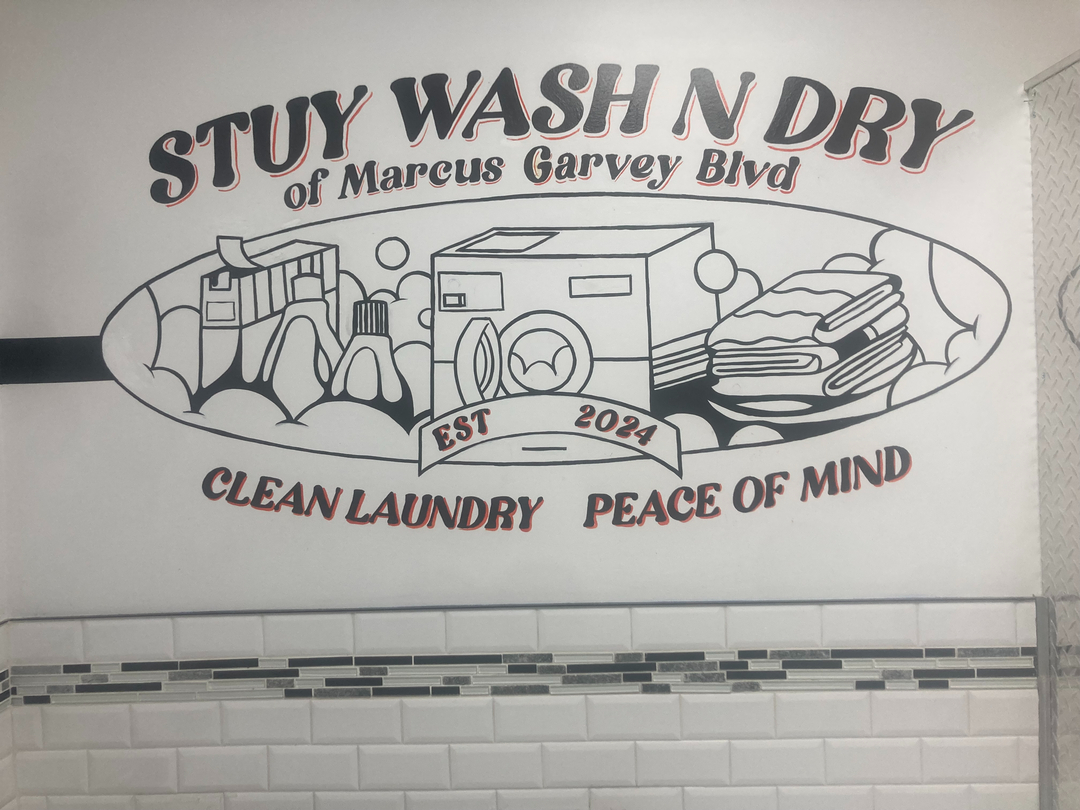 STUY WASH N DRY
of Marcus Garvey Blvd
EST 2024
CLEAN LAUNDRY PEACE OF MIND